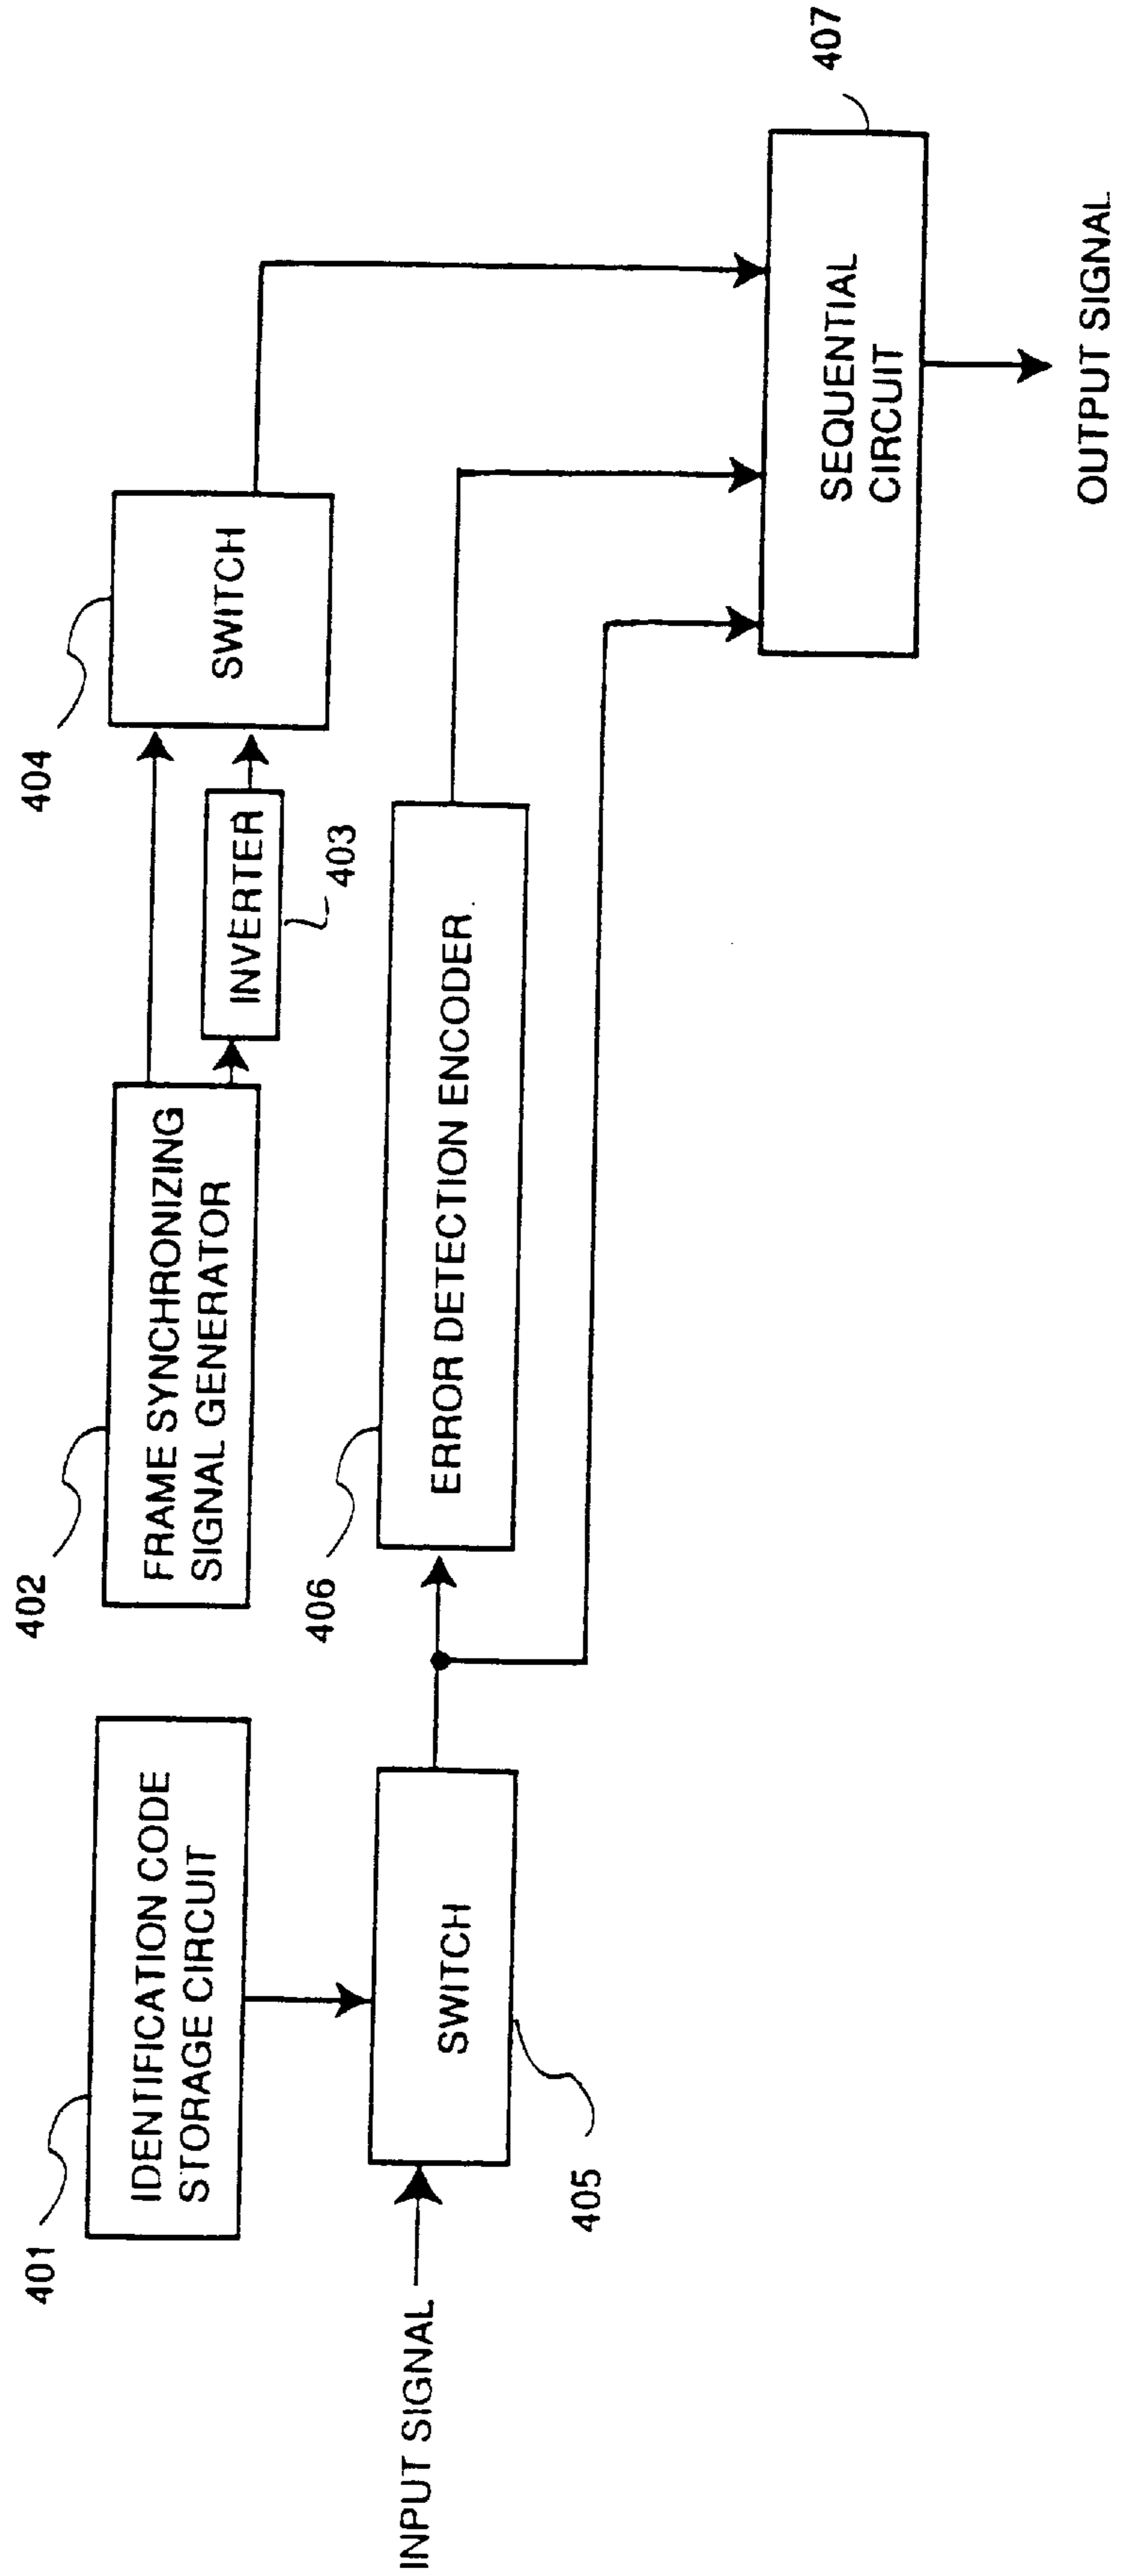 401
IDENTIFICATION CODE
STORAGE CIRCUIT
402
FRAME SYNCHRONIZING
SIGNAL GENERATOR
INVERTER
403
404
SWITCH
INPUT SIGNAL
SWITCH
405
406
ERROR DETECTION ENCODER
SEQUENTIAL
CIRCUIT
407
OUTPUT SIGNAL